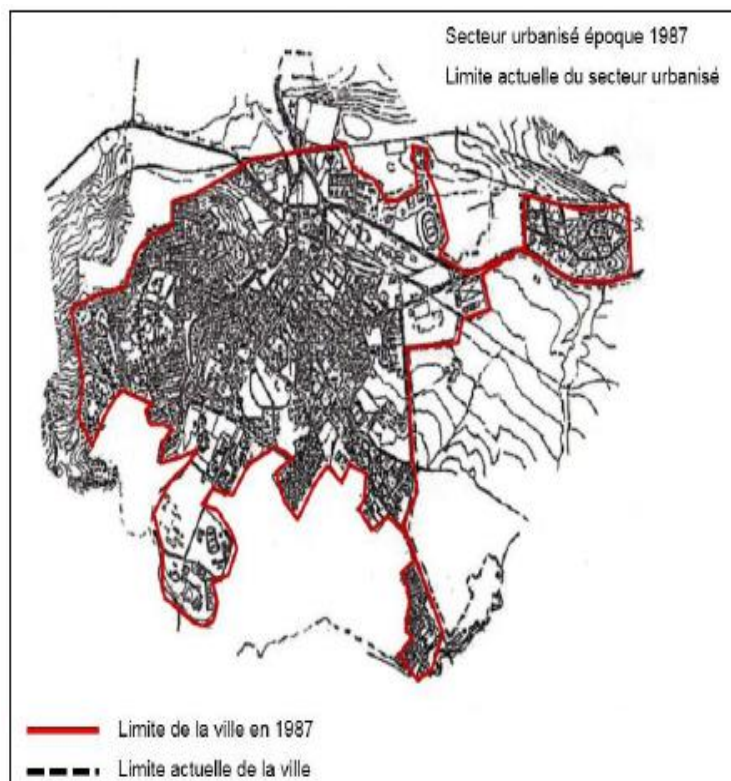 Secteur urbanisé époque 1987
Limite actuelle du secteur urbanisé
Limite de la ville en 1987
Limite actuelle de la ville